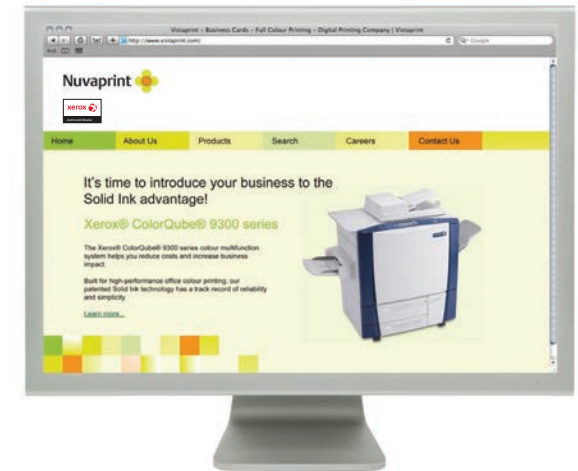 Vistaprint – Business Cards – Full Colour Printing – Digital Printing Company | Vistaprint
http://www.vistaprint.com/
Google
Nuvaprint
xerox
Home About Us Products Search Careers Contact Us
It's time to introduce your business to the
Solid Ink advantage!
Xerox® ColorQube® 9300 series
The Xerox® ColorQube® 9300 series colour multifunction
system helps you reduce costs and increase business
impact.
Built for high-performance office colour printing, our
patented Solid Ink technology has a track record of reliability
and simplicity
Learn more...